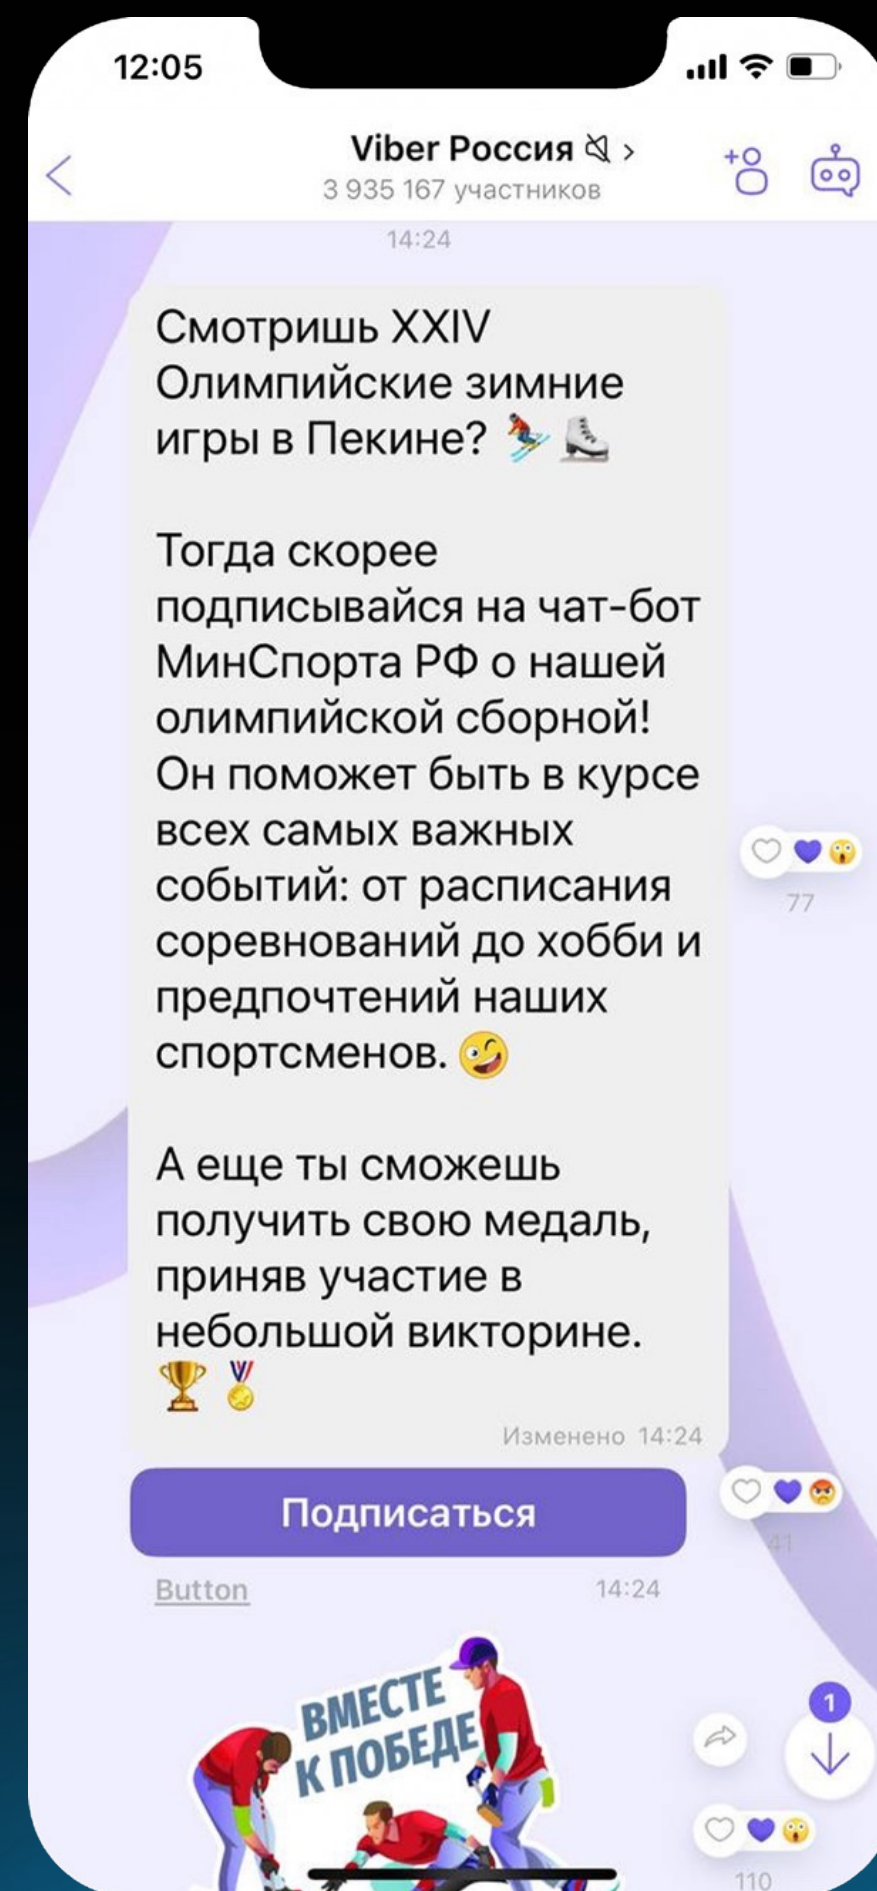 12:05
Viber Россия
3 935 167 участников
14:24
Смотришь XXIV
Олимпийские зимние
игры в Пекине?
Тогда скорее
подписывайся на чат-бот
МинСпорта РФ о нашей
олимпийской сборной!
Он поможет быть в курсе
всех самых важных
событий: от расписания
соревнований до хобби и
предпочтений наших
спортсменов.
77
А еще ты сможешь
получить свою медаль,
приняв участие в
небольшой викторине.
Изменено 14:24
Подписаться
41
Button 14:24
ВМЕСТЕ
К ПОБЕДЕ
1
110